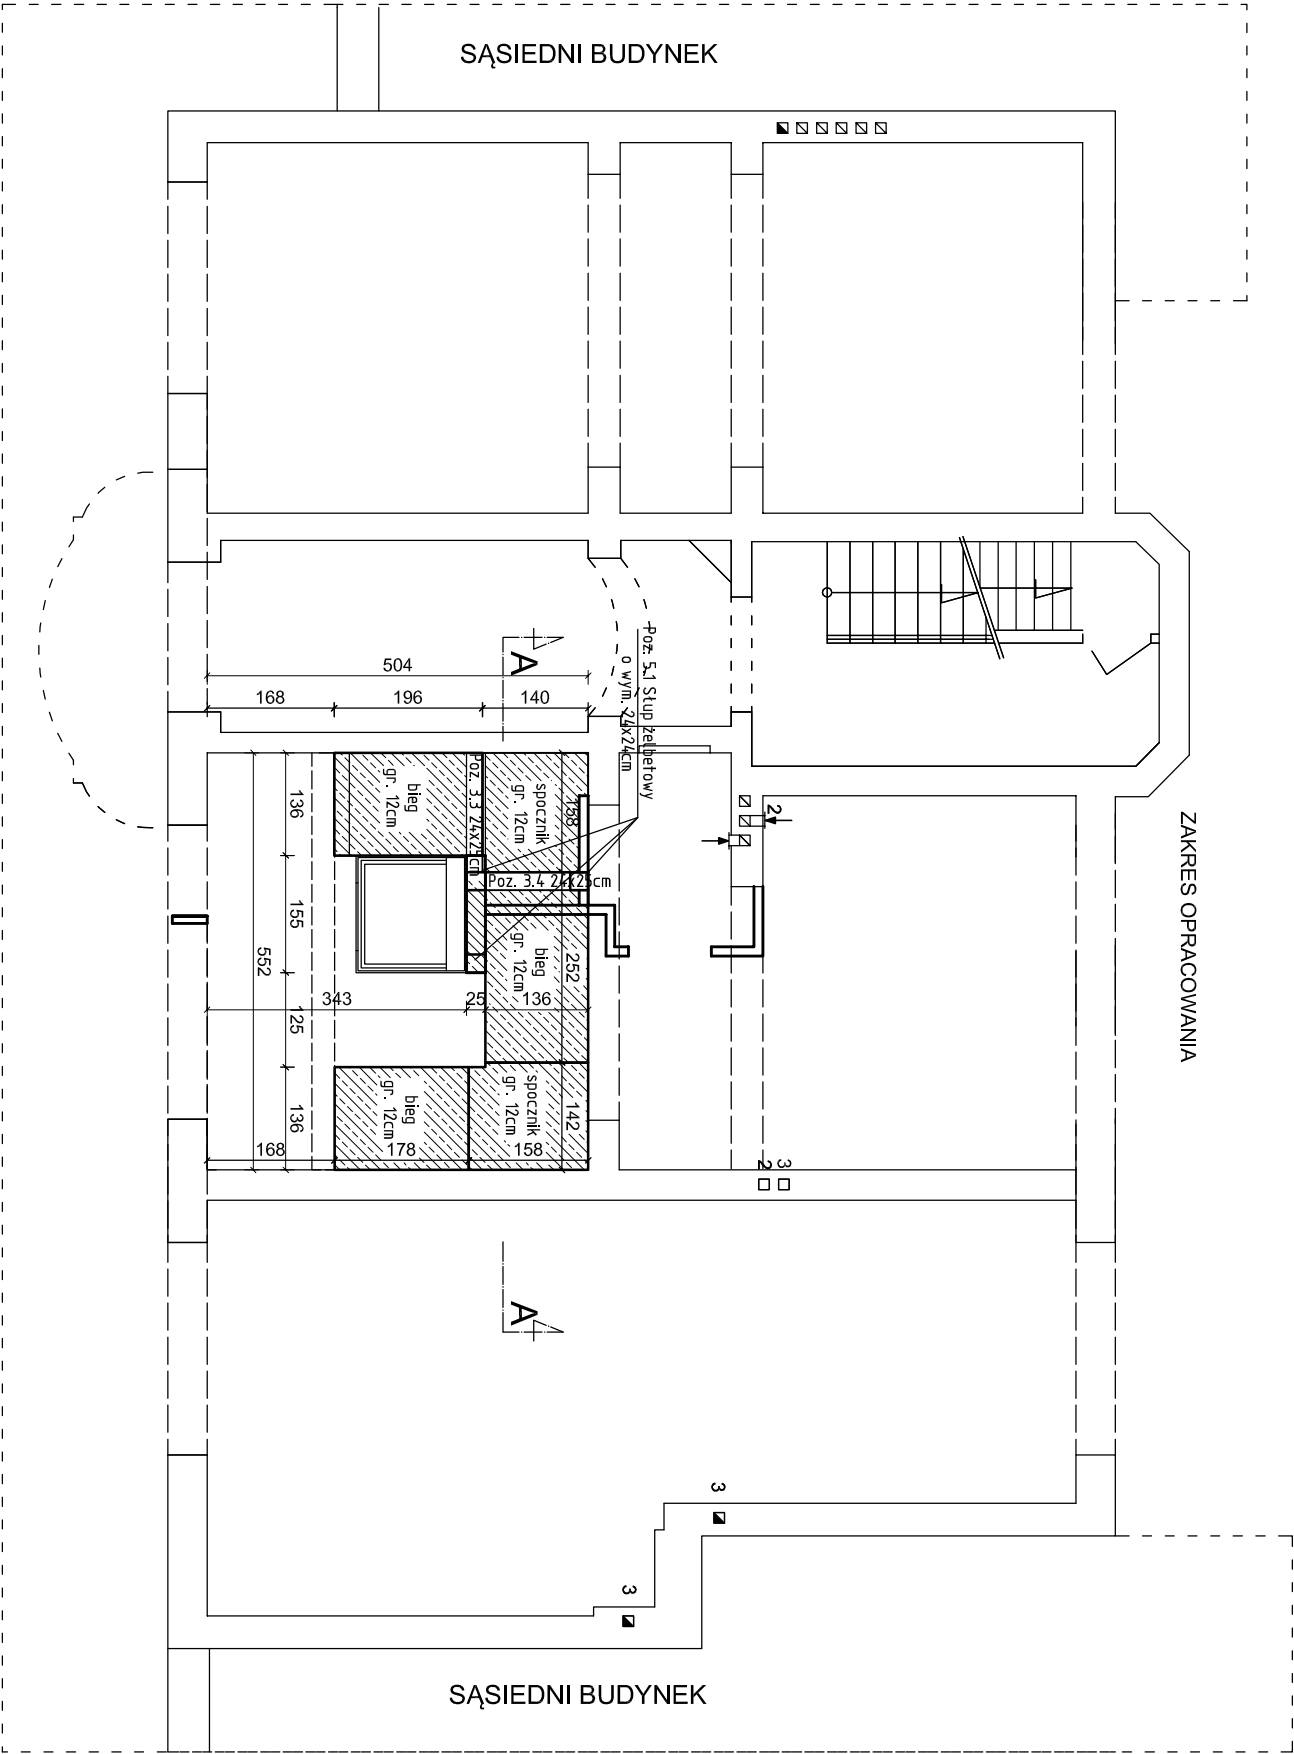 SĄSIEDNI BUDYNEK
A
504
168
196
140
Poz. 5.1 Słup żelbetowy
o wym. 24x24cm
bieg
gr. 12cm
Poz. 3.3 24x25cm
spocznik
gr. 12cm
158
136
Poz. 3.4 24x25cm
2
155
552
bieg
gr. 12cm
252
343
25
136
125
bieg
gr. 12cm
spocznik
gr. 12cm
142
136
168
178
158
2
3
ZAKRES OPRACOWANIA
A
3
3
SĄSIEDNI BUDYNEK